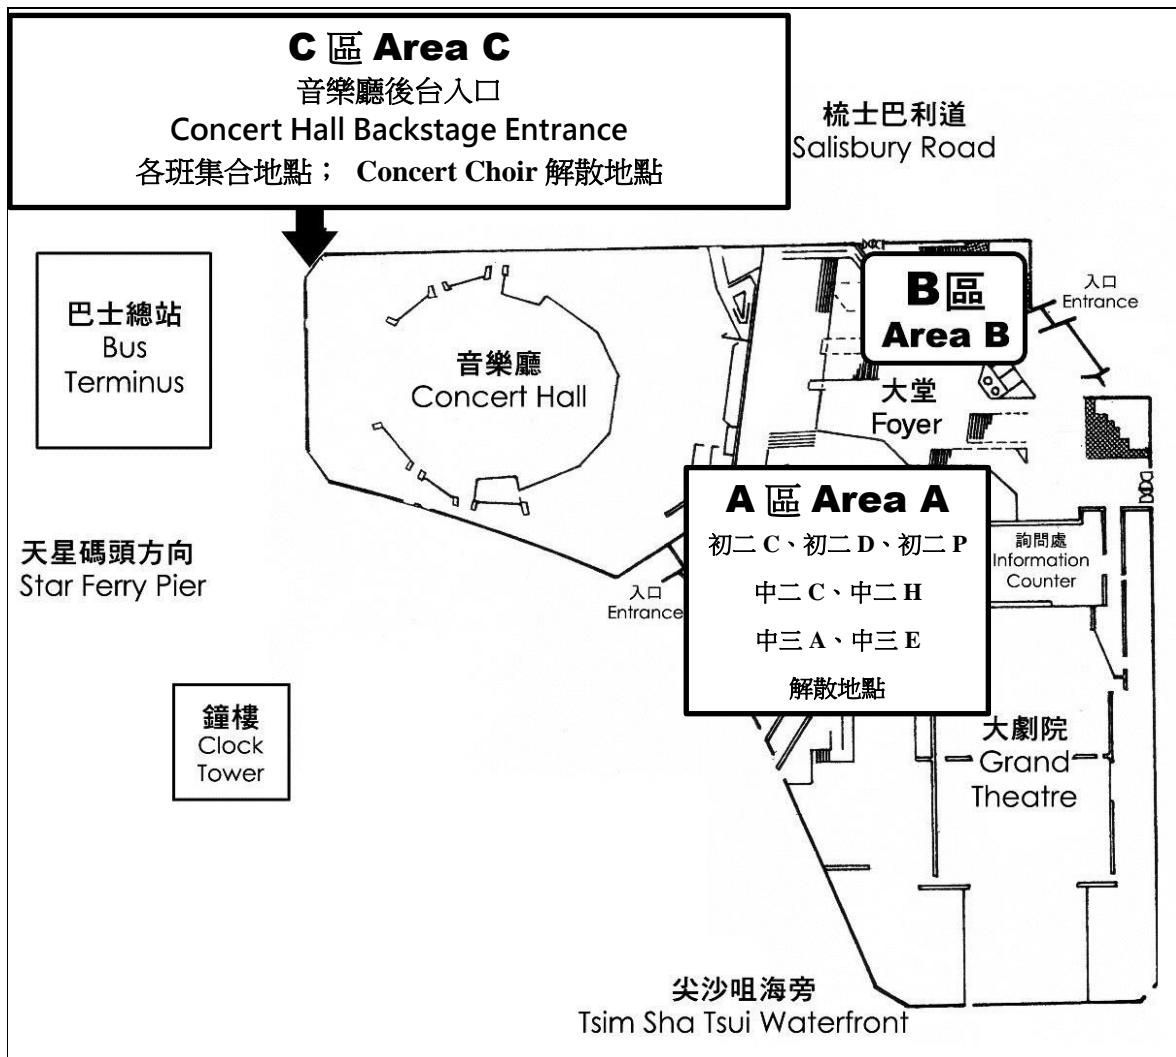 C 區 Area C
音樂廳後台入口
Concert Hall Backstage Entrance
各班集合地點； Concert Choir 解散地點
梳士巴利道
Salisbury Road
巴士總站
Bus
Terminus
音樂廳
Concert Hall
B區
Area B
入口
Entrance
大堂
Foyer
A 區 Area A
初二 C、初二 D、初二 P
中二 C、中二 H
中三 A、中三 E
解散地點
詢問處
Information
Counter
天星碼頭方向
Star Ferry Pier
入口
Entrance
鐘樓
Clock
Tower
大劇院
Grand
Theatre
尖沙咀海旁
Tsim Sha Tsui Waterfront